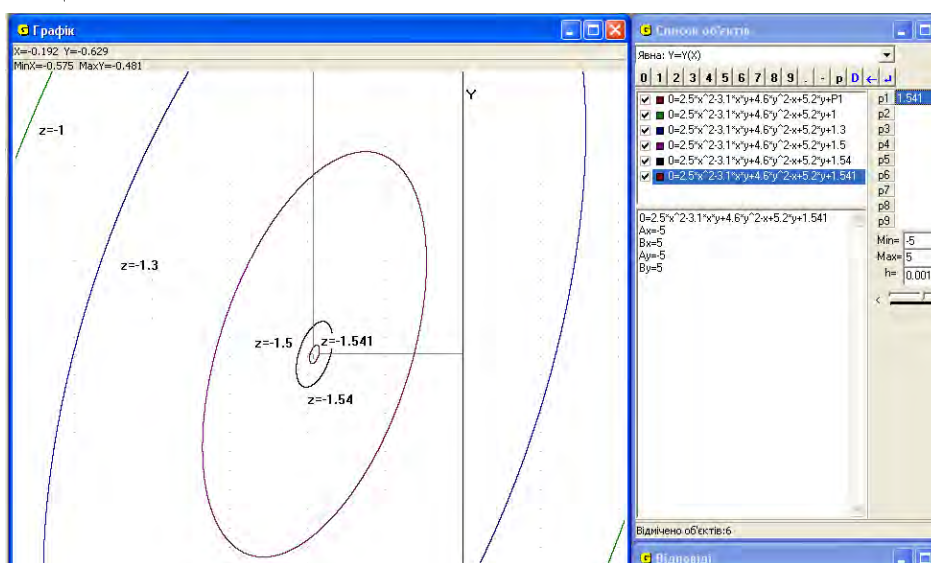 Графік
X=-0.192 Y=-0.629
MinX=-0.575 MaxY=-0.481
Y
z=-1
z=-1.3
z=-1.5
z=-1.541
z=-1.54
Список об'єктів
Явна: Y=Y(X)
0 1 2 3 4 5 6 7 8 9 . - p D ← ↲
0=2.5*x^2-3.1*x*y+4.6*y^2-x+5.2*y+P1
0=2.5*x^2-3.1*x*y+4.6*y^2-x+5.2*y+1
0=2.5*x^2-3.1*x*y+4.6*y^2-x+5.2*y+1.3
0=2.5*x^2-3.1*x*y+4.6*y^2-x+5.2*y+1.5
0=2.5*x^2-3.1*x*y+4.6*y^2-x+5.2*y+1.54
0=2.5*x^2-3.1*x*y+4.6*y^2-x+5.2*y+1.541
p1 1.541
p2
p3
p4
p5
p6
p7
p8
p9
Min= -5
Max= 5
h= 0.001
<
0=2.5*x^2-3.1*x*y+4.6*y^2-x+5.2*y+1.541
Ax=-5
Bx=5
Ay=-5
By=5
Відмічено об'єктів:6
Відповіді